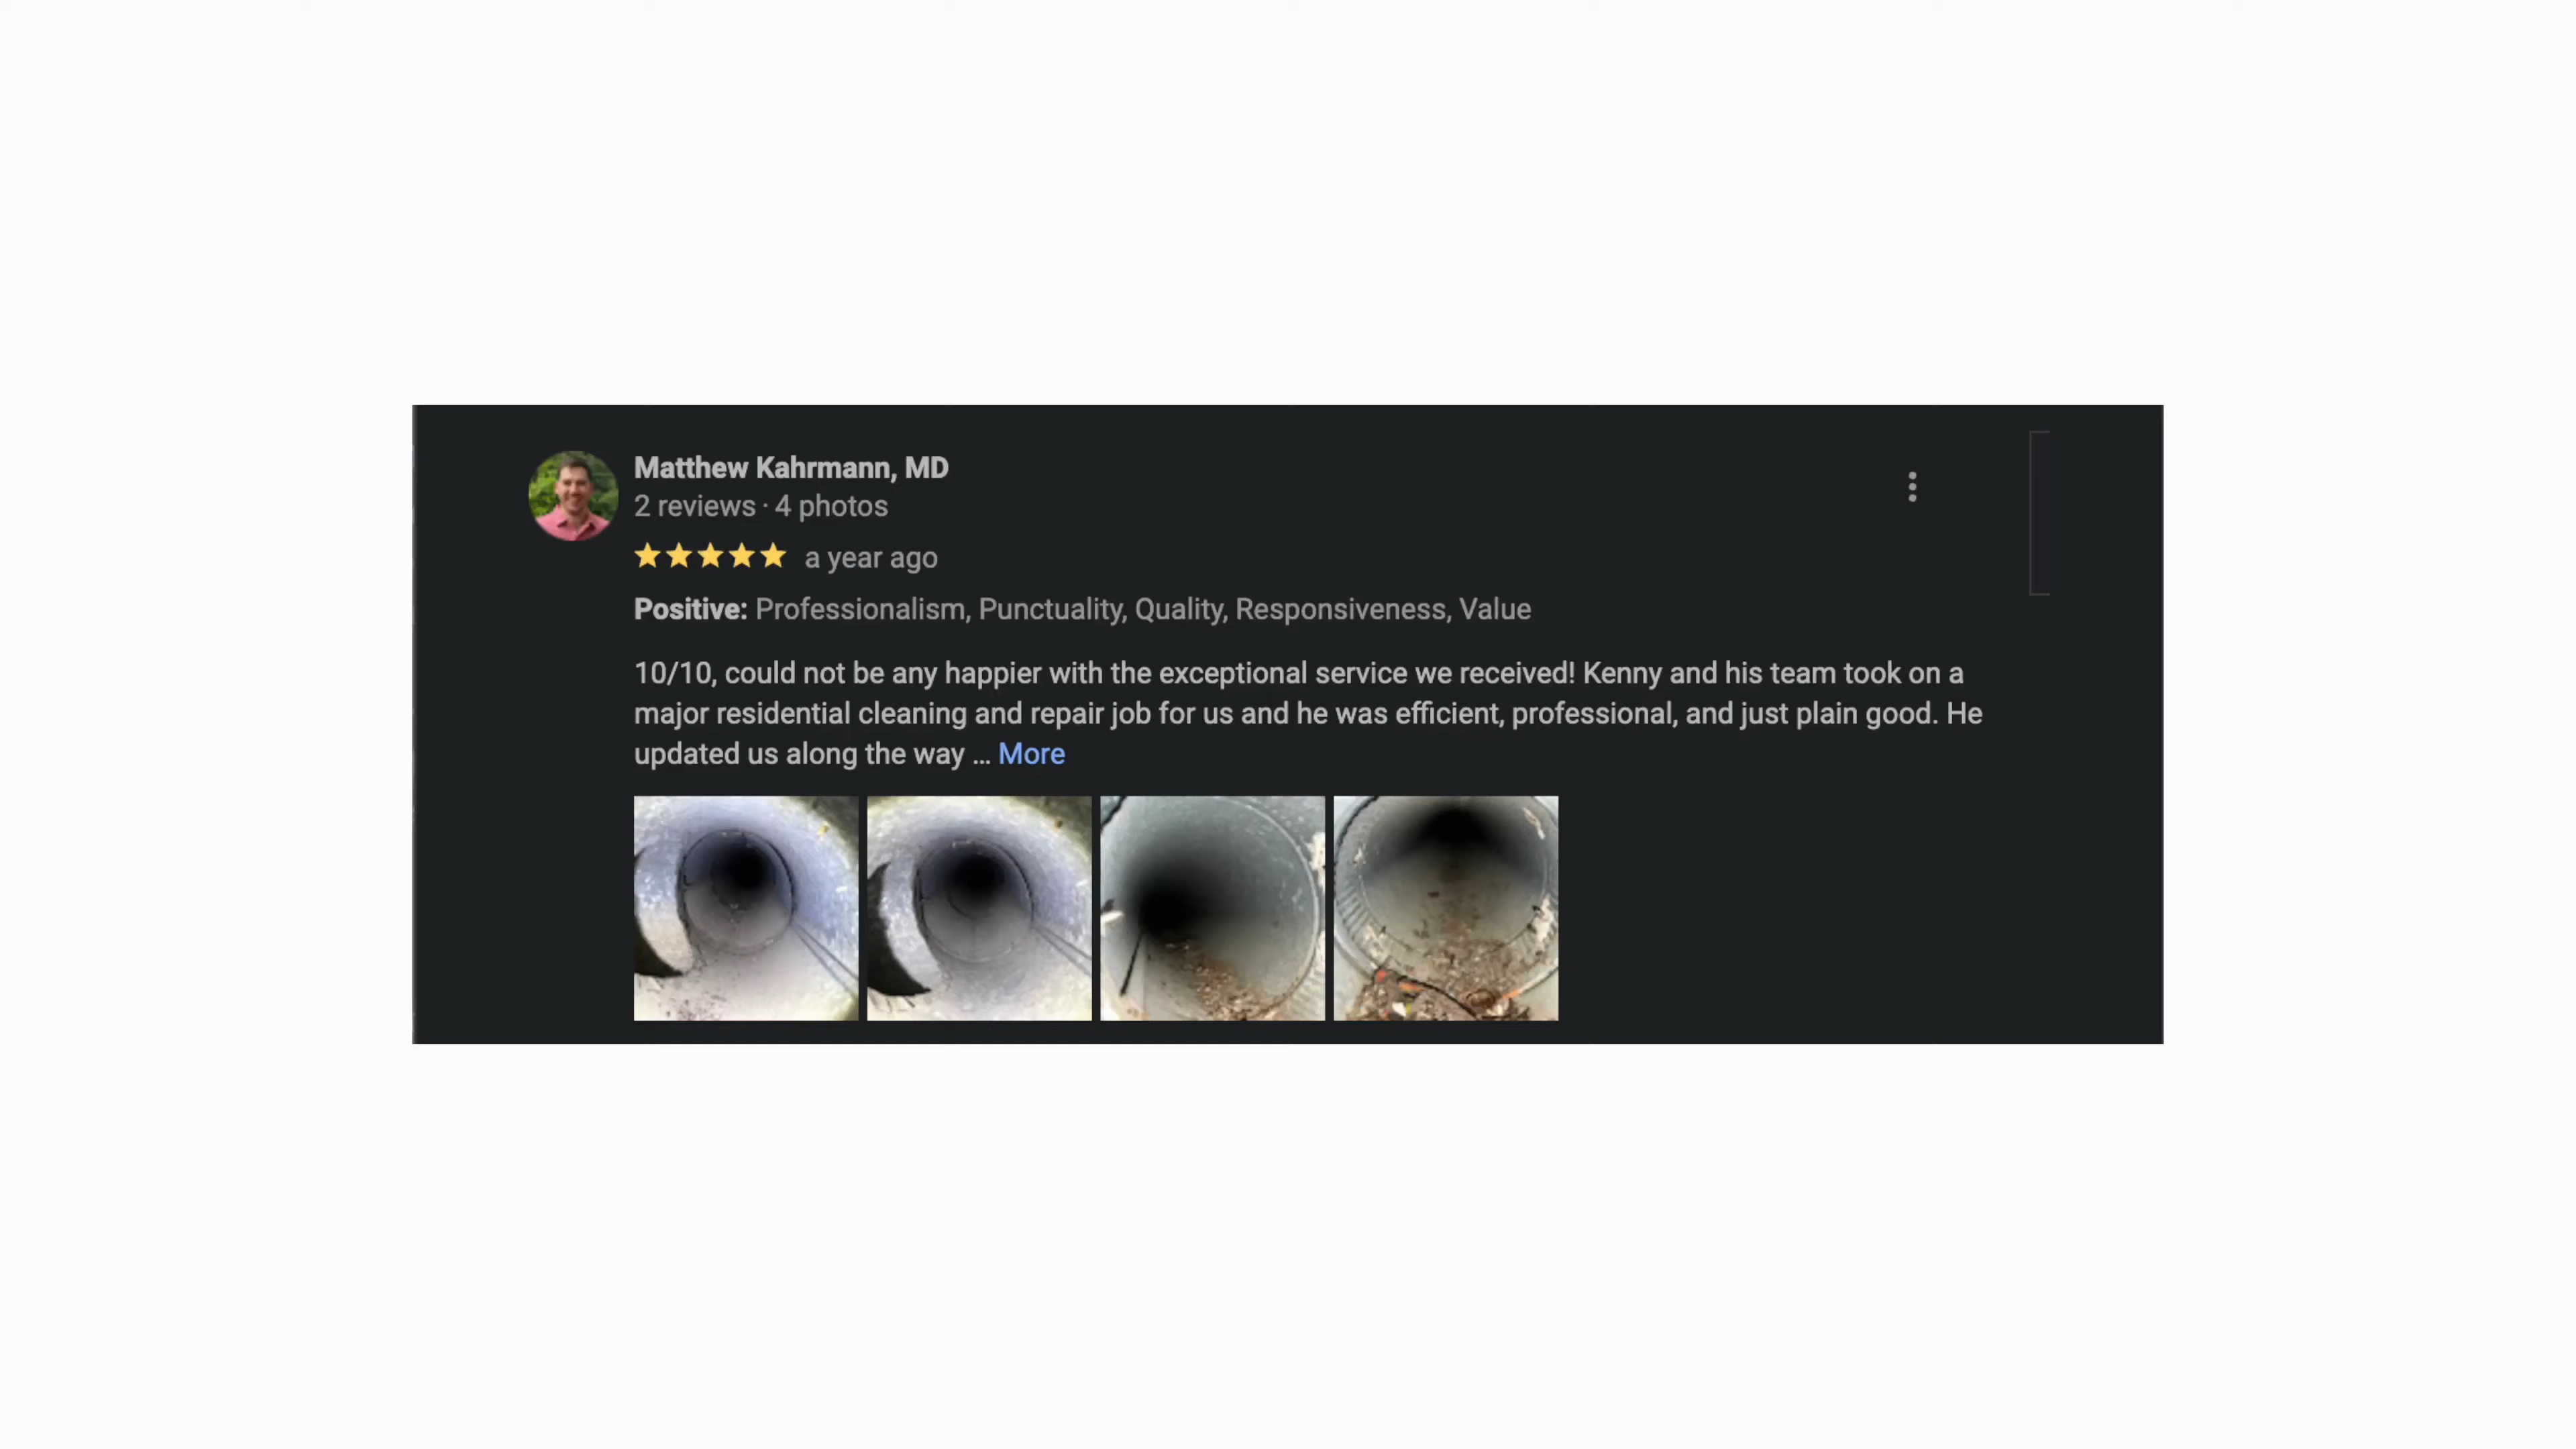 Matthew Kahrmann, MD
2 reviews · 4 photos
a year ago
Positive: Professionalism, Punctuality, Quality, Responsiveness, Value
10/10, could not be any happier with the exceptional service we received! Kenny and his team took on a
major residential cleaning and repair job for us and he was efficient, professional, and just plain good. He
updated us along the way ... More